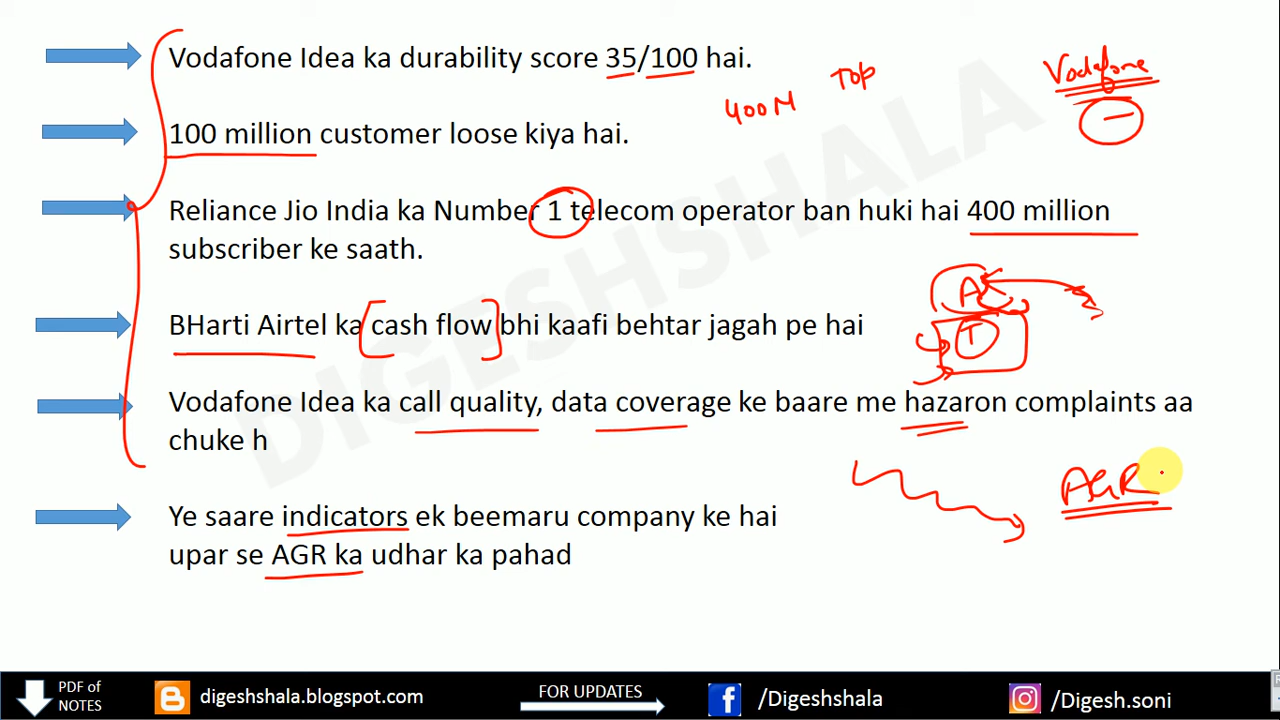 Vodafone Idea ka durability score 35/100 hai.
400M
Top
Vodafone
100 million customer loose kiya hai.
Reliance Jio India ka Number 1 telecom operator ban huki hai 400 million
subscriber ke saath.
A
BHarti Airtel ka cash flow bhi kaafi behtar jagah pe hai
T
Vodafone Idea ka call quality, data coverage ke baare me hazaron complaints aa
chuke h
AGR
Ye saare indicators ek beemaru company ke hai
upar se AGR ka udhar ka pahad
DIGESHSHALA
PDF of
NOTES
digeshshala.blogspot.com
FOR UPDATES
/Digeshshala
/Digesh.soni